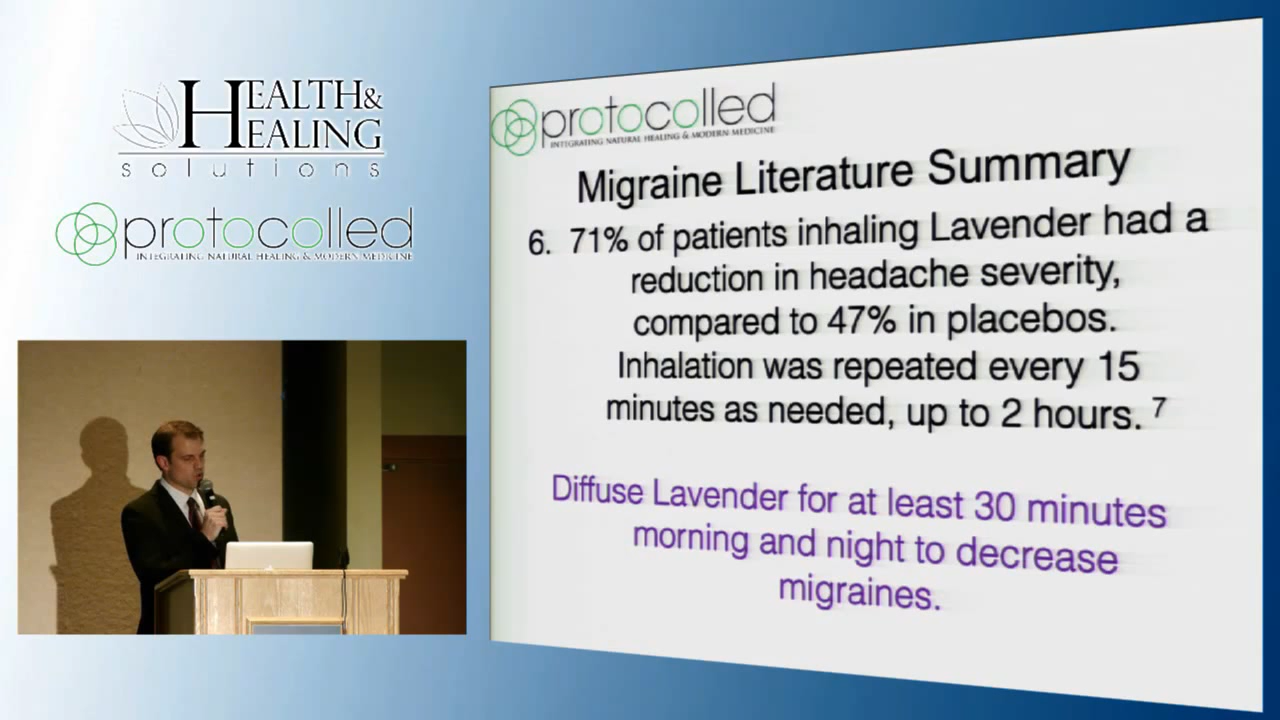 HEALTH&
HEALING
solutions
protocolled
INTEGRATING NATURAL HEALING & MODERN MEDICINE
protocolled
INTEGRATING NATURAL HEALING & MODERN MEDICINE
Migraine Literature Summary
6. 71% of patients inhaling Lavender had a
reduction in headache severity,
compared to 47% in placebos.
Inhalation was repeated every 15
minutes as needed, up to 2 hours. 7
Diffuse Lavender for at least 30 minutes
morning and night to decrease
migraines.